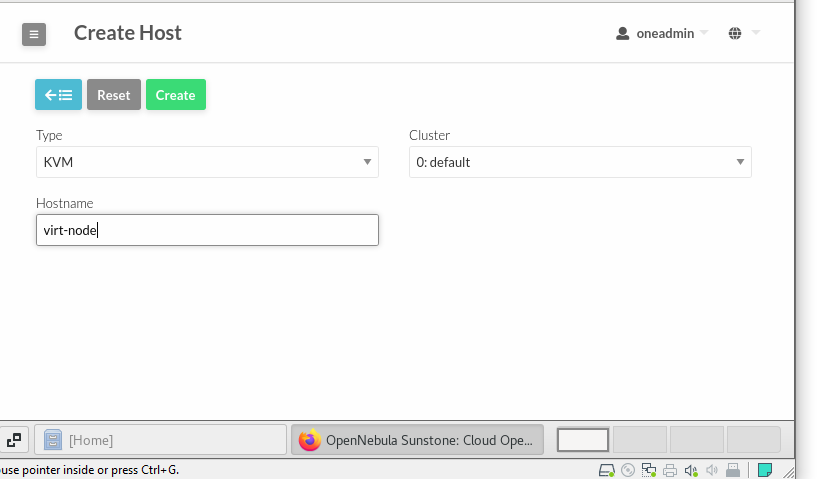 Create Host
oneadmin
Reset Create
Type
Cluster
KVM
0: default
Hostname
virt-node
[Home]
OpenNebula Sunstone: Cloud Ope...
use pointer inside or press Ctrl+G.